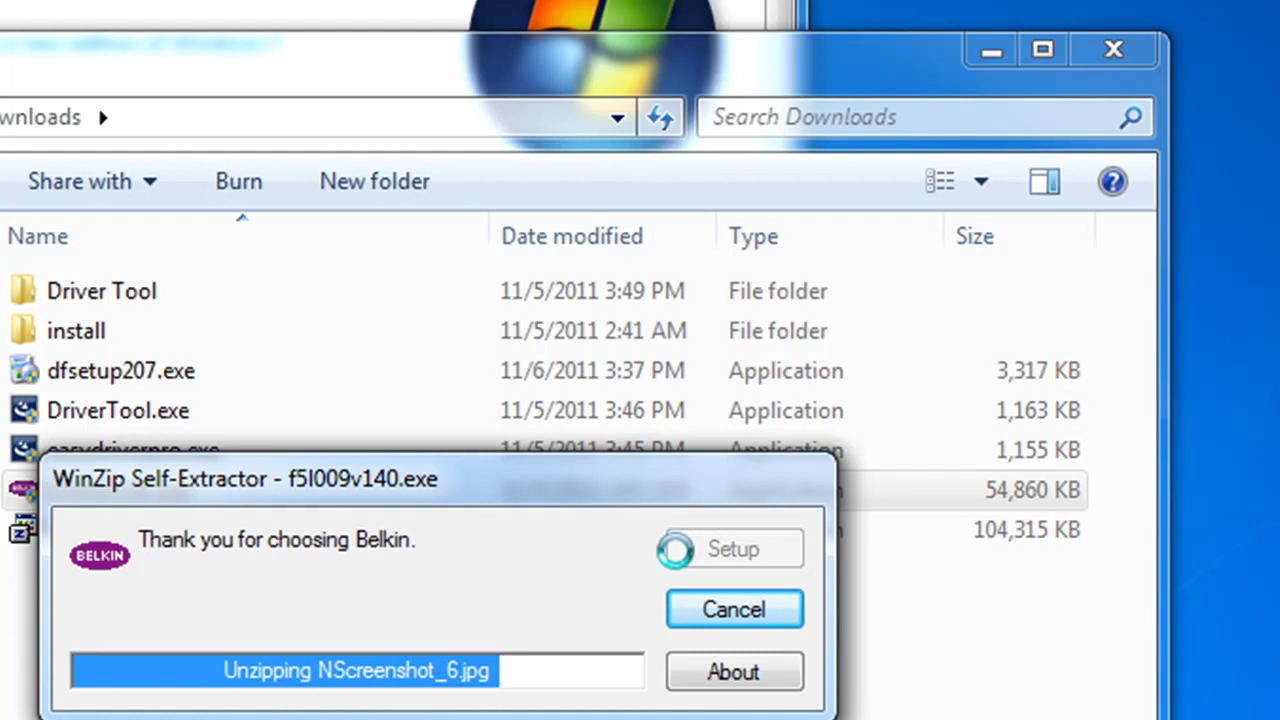 wnloads
Search Downloads
Share with
Burn
New folder
Name
Date modified
Type
Size
Driver Tool
11/5/2011 3:49 PM
File folder
install
11/5/2011 2:41 AM
File folder
dfsetup207.exe
11/6/2011 3:37 PM
Application
3,317 KB
DriverTool.exe
11/5/2011 3:46 PM
Application
1,163 KB
easydriverpro.exe
11/5/2011 3:45 PM
Application
1,155 KB
54,860 KB
104,315 KB
WinZip Self-Extractor - f5l009v140.exe
BELKIN
Thank you for choosing Belkin.
Setup
Cancel
Unzipping NScreenshot_6.jpg
About